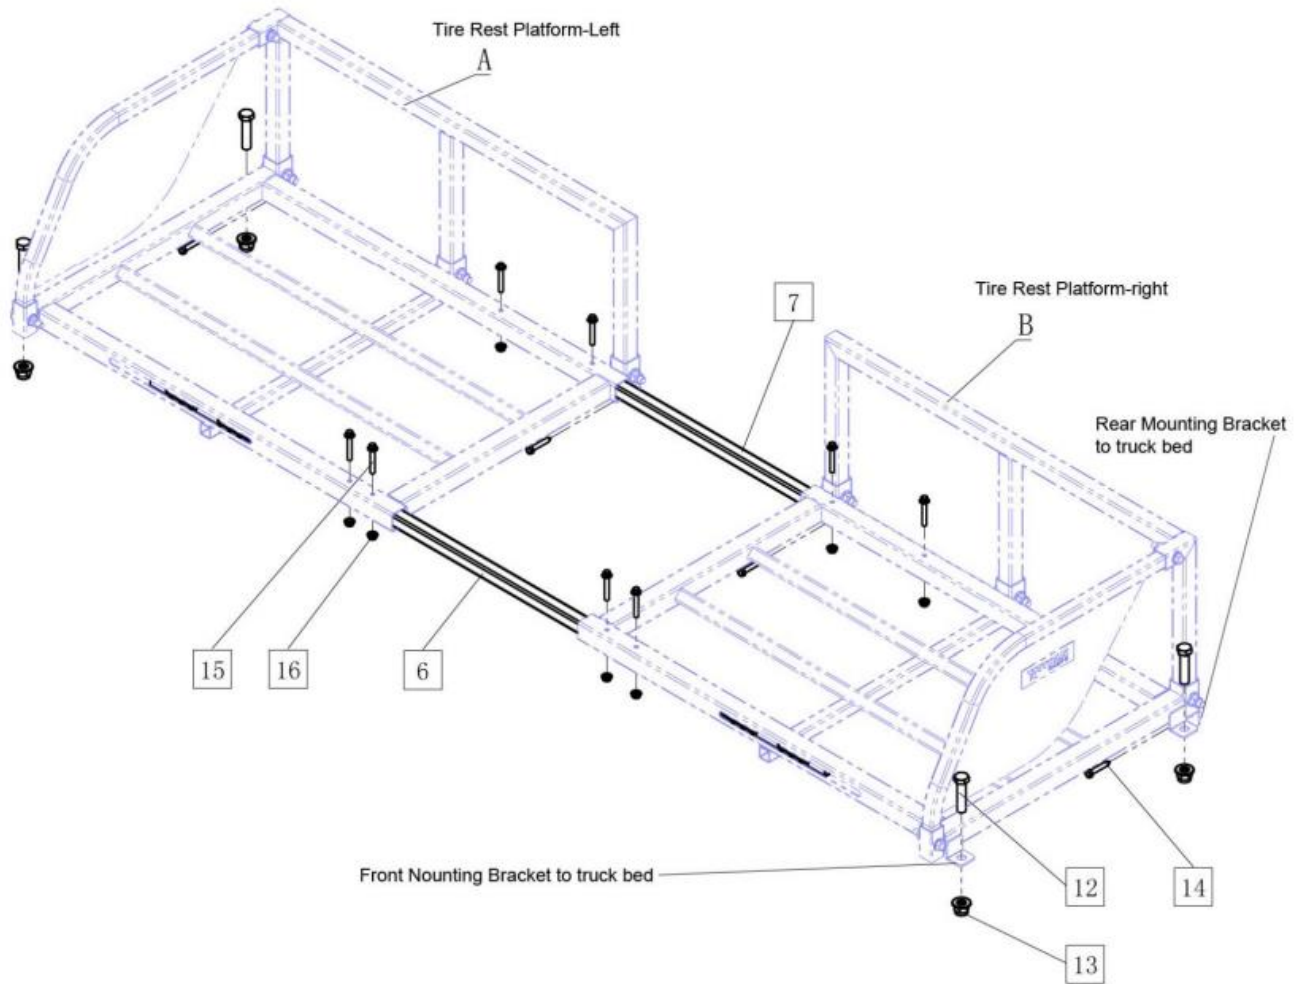 Tire Rest Platform-Left
A
7
Tire Rest Platform-right
B
Rear Mounting Bracket
to truck bed
15
16
6
Front Nounting Bracket to truck bed
12
14
13